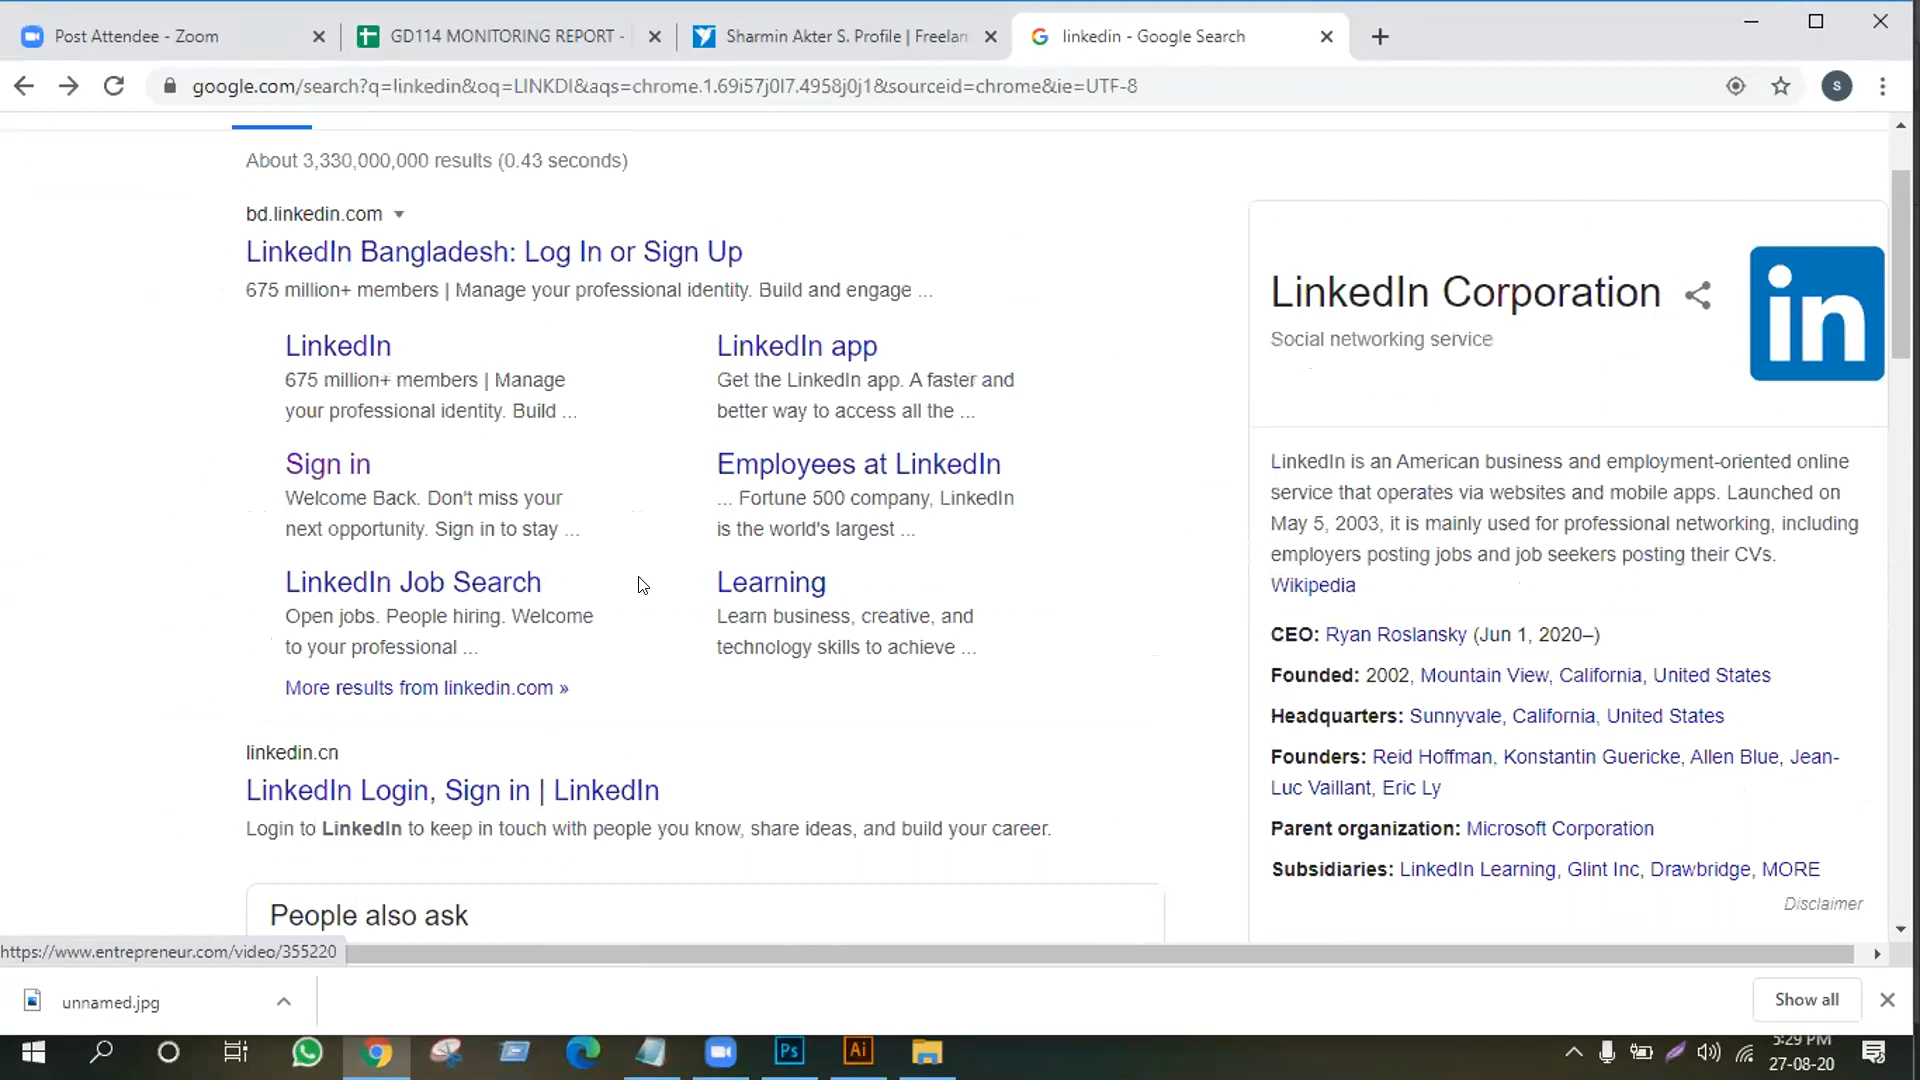 Post Attendee - Zoom
GD114 MONITORING REPORT -
Sharmin Akter S. Profile | Freelan
linkedin - Google Search
google.com/search?q=linkedin&oq=LINKDI&aqs=chrome.1.69i57j0l7.4958j0j1&sourceid=chrome&ie=UTF-8
s
About 3,330,000,000 results (0.43 seconds)
bd.linkedin.com
LinkedIn Bangladesh: Log In or Sign Up
675 million+ members | Manage your professional identity. Build and engage ...
LinkedIn
675 million+ members | Manage
your professional identity. Build ...
LinkedIn app
Get the LinkedIn app. A faster and
better way to access all the ...
Sign in
Welcome Back. Don't miss your
next opportunity. Sign in to stay ...
Employees at LinkedIn
... Fortune 500 company, LinkedIn
is the world's largest ...
LinkedIn Job Search
Open jobs. People hiring. Welcome
to your professional ...
Learning
Learn business, creative, and
technology skills to achieve ...
More results from linkedin.com »
linkedin.cn
LinkedIn Login, Sign in | LinkedIn
Login to LinkedIn to keep in touch with people you know, share ideas, and build your career.
People also ask
LinkedIn Corporation
Social networking service
in
LinkedIn is an American business and employment-oriented online
service that operates via websites and mobile apps. Launched on
May 5, 2003, it is mainly used for professional networking, including
employers posting jobs and job seekers posting their CVs.
Wikipedia
CEO: Ryan Roslansky (Jun 1, 2020–)
Founded: 2002, Mountain View, California, United States
Headquarters: Sunnyvale, California, United States
Founders: Reid Hoffman, Konstantin Guericke, Allen Blue, Jean-
Luc Vaillant, Eric Ly
Parent organization: Microsoft Corporation
Subsidiaries: LinkedIn Learning, Glint Inc, Drawbridge, MORE
Disclaimer
https://www.entrepreneur.com/video/355220
unnamed.jpg
Show all
Ps
Ai
5:29 PM
27-08-20